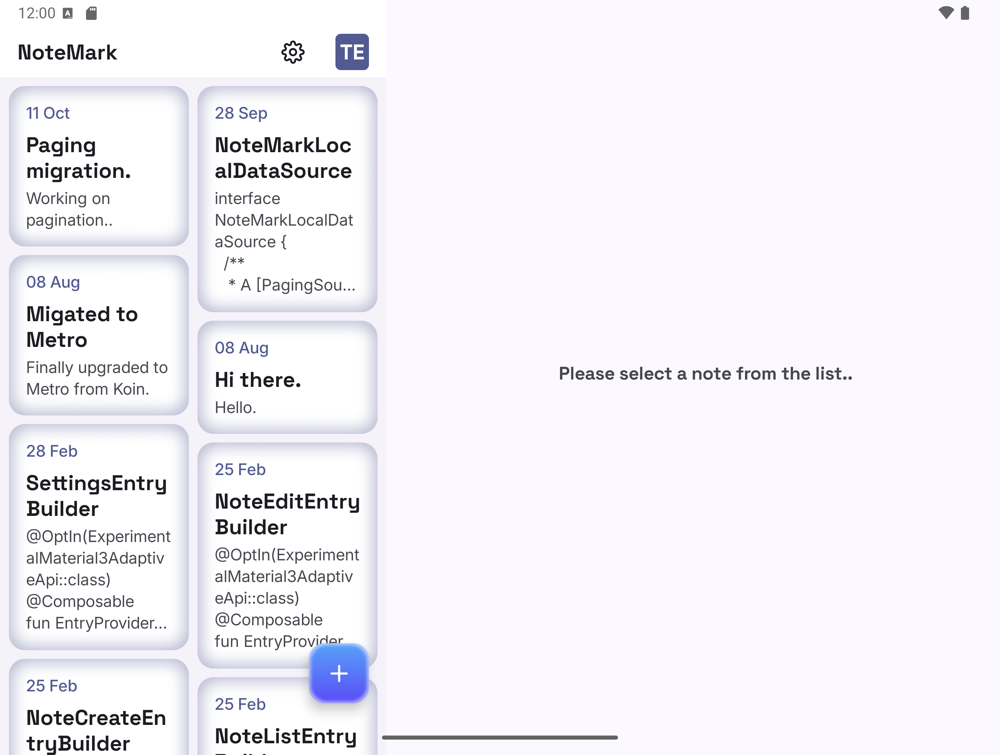 12:00
NoteMark
TE
11 Oct
Paging
migration.
Working on
pagination..
08 Aug
Migated to
Metro
Finally upgraded to
Metro from Koin.
28 Feb
SettingsEntry
Builder
@OptIn(Experiment
alMaterial3Adaptiv
eApi::class)
@Composable
fun EntryProvider...
25 Feb
NoteCreateEn
tryBuilder
28 Sep
NoteMarkLoc
alDataSource
interface
NoteMarkLocalDat
aSource {
/**
* A [PagingSou...
08 Aug
Hi there.
Hello.
25 Feb
NoteEditEntry
Builder
@OptIn(Experiment
alMaterial3Adaptiv
eApi::class)
@Composable
fun EntryProvider
25 Feb
NoteListEntry
Please select a note from the list..